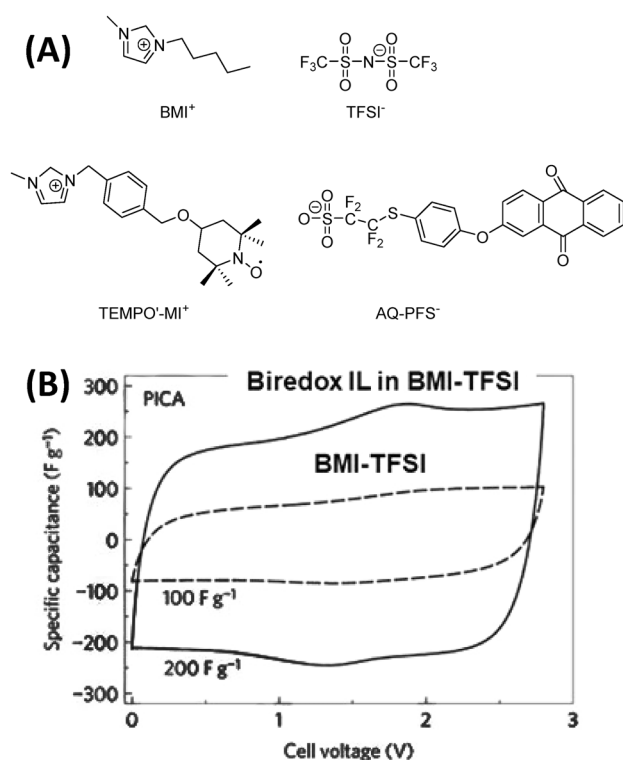 (A)
N
N
⊕
BMI⁺
F₃C
O
S
O
N
⊖
O
S
O
CF₃
TFSI⁻
N
N
⊕
O
N
O
·
TEMPO'-MI⁺
O
⊖
O
S
O
F₂
C
C
F₂
S
O
O
O
AQ-PFS⁻
(B)
PICA
Biredox IL in BMI-TFSI
BMI-TFSI
100 F g⁻¹
200 F g⁻¹
Specific capacitance (F g⁻¹)
300
200
100
0
−100
−200
−300
0
1
2
3
Cell voltage (V)